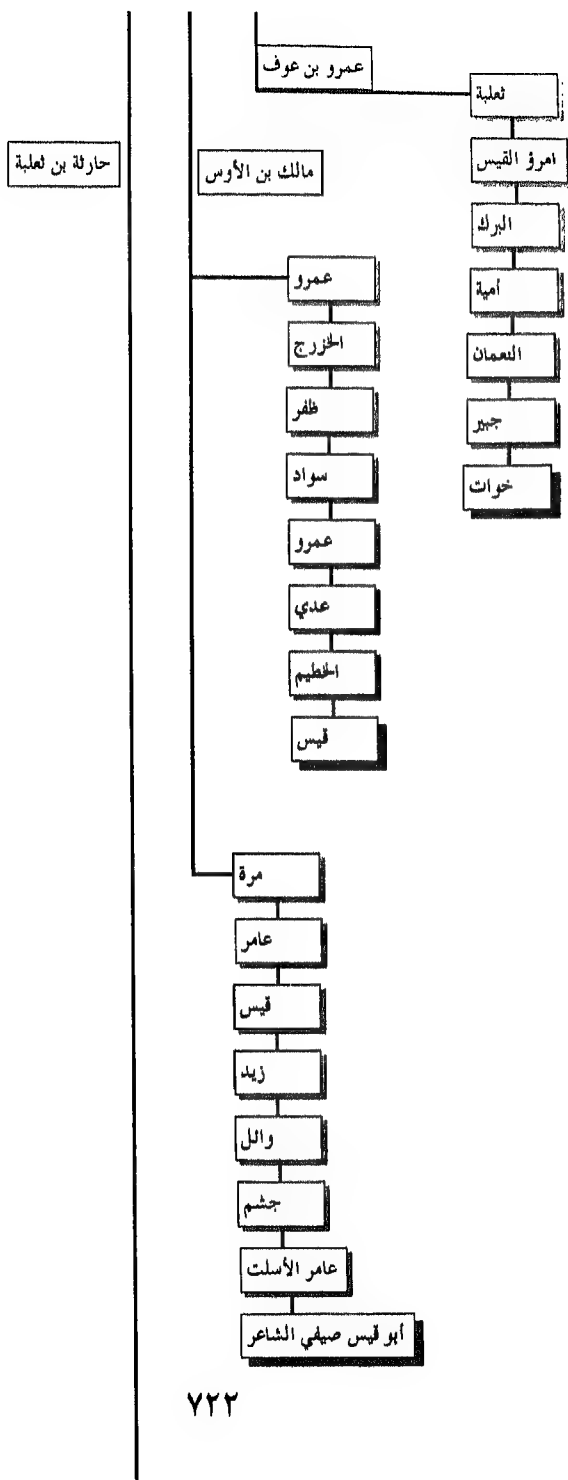 عمرو بن عوف
ثعلبة
امرؤ القيس
البرك
أمية
النعمان
جبير
خوات
مالك بن الأوس
عمرو
الخزرج
ظفر
سواد
عمرو
عدي
الخطيم
قيس
مرة
عامر
قيس
زيد
وائل
جشم
عامر الأسلت
أبو قيس صيفي الشاعر
حارثة بن ثعلبة
٧٢٢